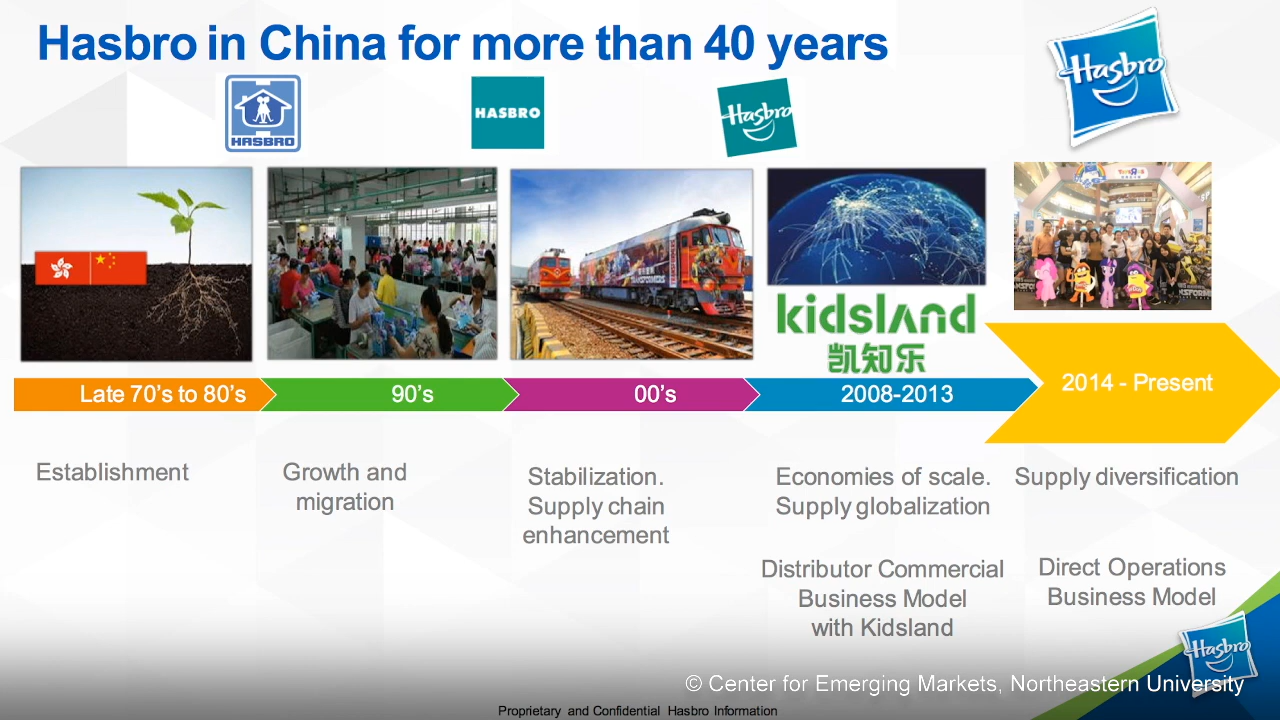 Hasbro in China for more than 40 years
HASBRO
HASBRO
Hasbro
Hasbro
TRANSFORMERS
kidsland
凯知乐
Late 70's to 80's
90's
00's
2008-2013
2014 - Present
Establishment
Growth and
migration
Stabilization.
Supply chain
enhancement
Economies of scale.
Supply globalization
Distributor Commercial
Business Model
with Kidsland
Supply diversification
Direct Operations
Business Model
Hasbro
© Center for Emerging Markets, Northeastern University
Proprietary and Confidential Hasbro Information